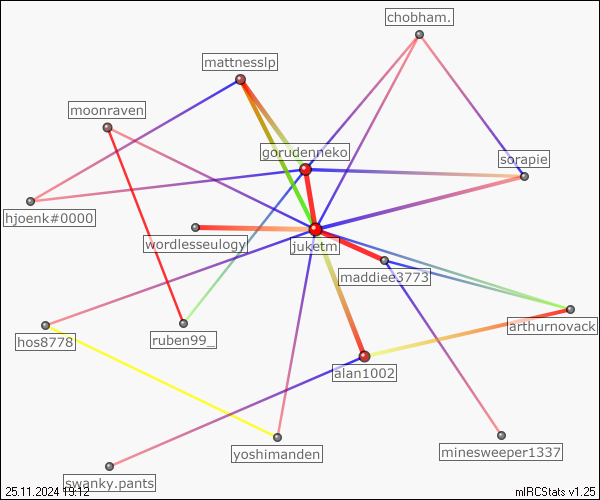 chobham.
mattnesslp
moonraven
gorudenneko
sorapie
hjoenk#0000
wordlesseulogy
juketm
maddiee3773
arthurnovack
hos8778
ruben99_
alan1002
yoshimanden
minesweeper1337
swanky.pants
25.11.2024 19:12
mIRCStats v1.25